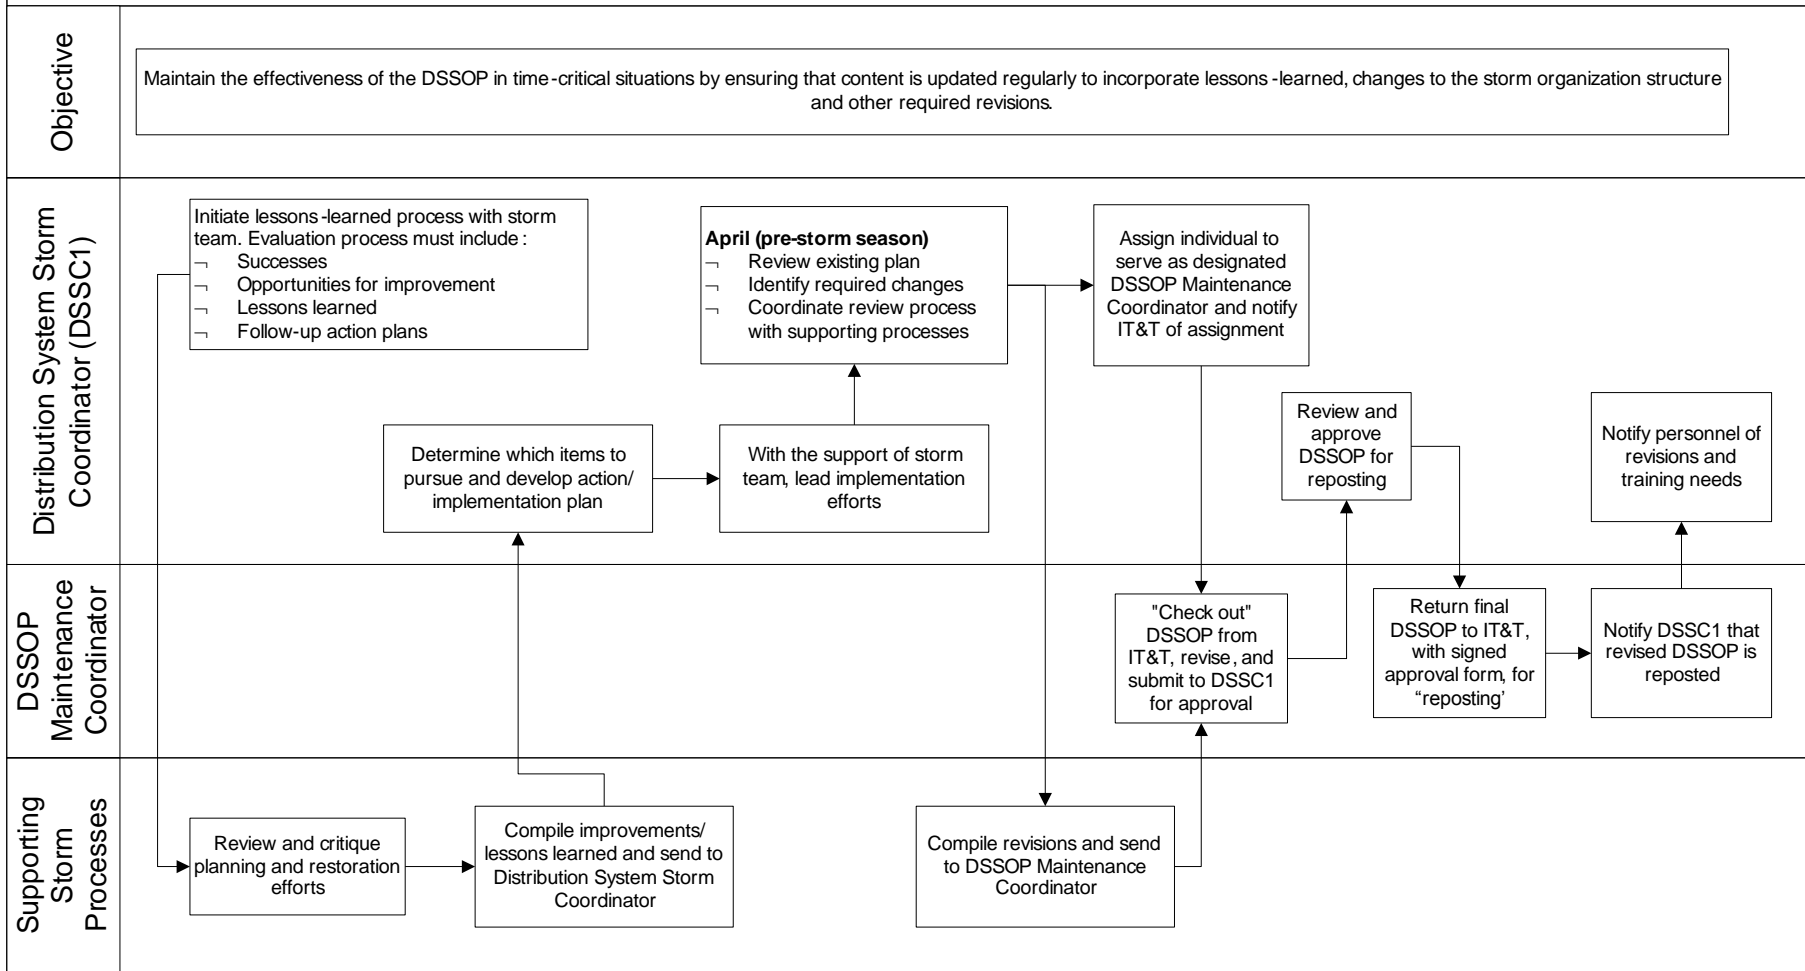 Objective
Maintain the effectiveness of the DSSOP in time-critical situations by ensuring that content is updated regularly to incorporate lessons-learned, changes to the storm organization structure
and other required revisions.
Distribution System Storm
Coordinator (DSSC1)
Initiate lessons-learned process with storm
team. Evaluation process must include:
¬ Successes
¬ Opportunities for improvement
¬ Lessons learned
¬ Follow-up action plans
April (pre-storm season)
¬ Review existing plan
¬ Identify required changes
¬ Coordinate review process
with supporting processes
Assign individual to
serve as designated
DSSOP Maintenance
Coordinator and notify
IT&T of assignment
Determine which items to
pursue and develop action/
implementation plan
With the support of storm
team, lead implementation
efforts
Review and
approve
DSSOP for
reposting
Notify personnel of
revisions and
training needs
DSSOP
Maintenance
Coordinator
"Check out"
DSSOP from
IT&T, revise, and
submit to DSSC1
for approval
Return final
DSSOP to IT&T,
with signed
approval form, for
“reposting’
Notify DSSC1 that
revised DSSOP is
reposted
Supporting
Storm
Processes
Review and critique
planning and restoration
efforts
Compile improvements/
lessons learned and send to
Distribution System Storm
Coordinator
Compile revisions and send
to DSSOP Maintenance
Coordinator